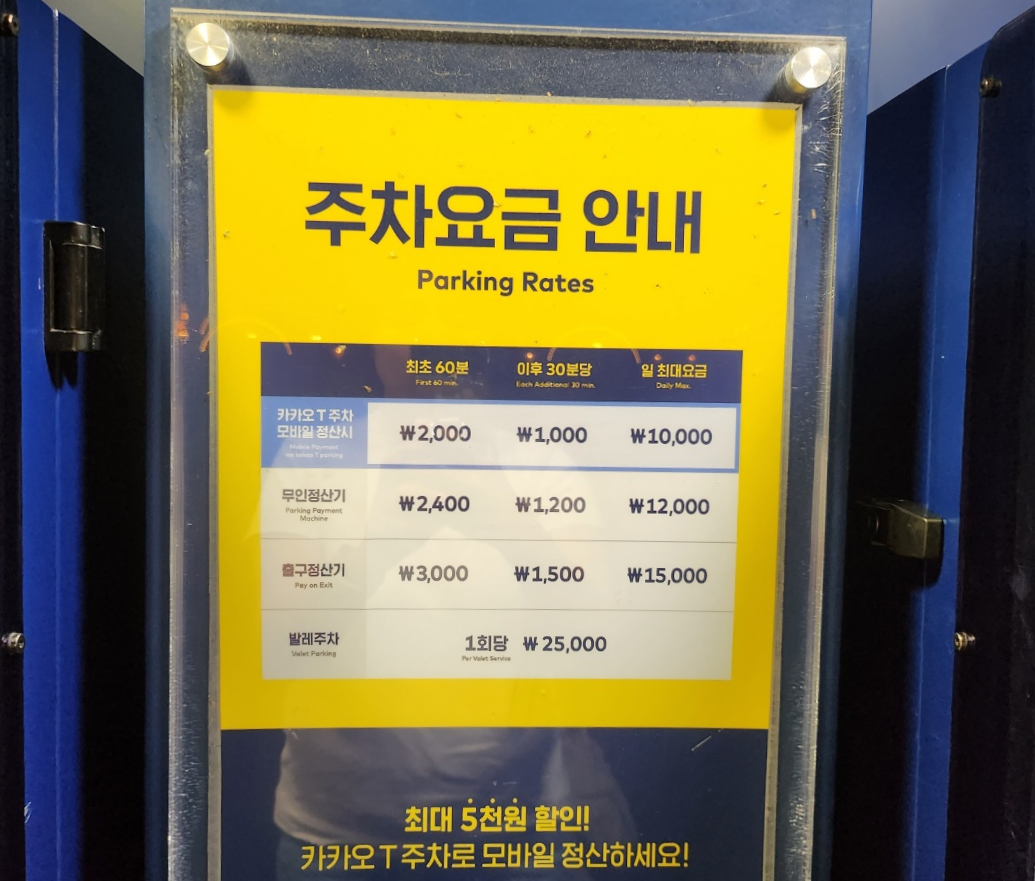 주차요금 안내
Parking Rates
최초 60분 이후 30분당 일 최대요금
First 60 min. Each Additional 30 min. Daily Max.
카카오 T 주차
모바일 정산시
Mobile Payment
₩2,000 ₩1,000 ₩10,000
무인정산기
Parking Payment
Machine
₩2,400 ₩1,200 ₩12,000
출구정산기
Pay on Exit
₩3,000 ₩1,500 ₩15,000
발레주차
Valet Parking
1회당 ₩25,000
Per Valet Service
최대 5천원 할인!
카카오 T 주차로 모바일 정산하세요!